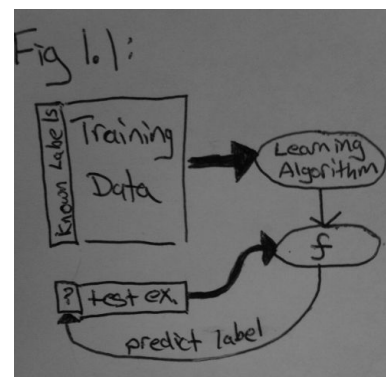 Fig 1.1:
Known Labels
Training
Data
Learning
Algorithm
f
? test ex.
predict label